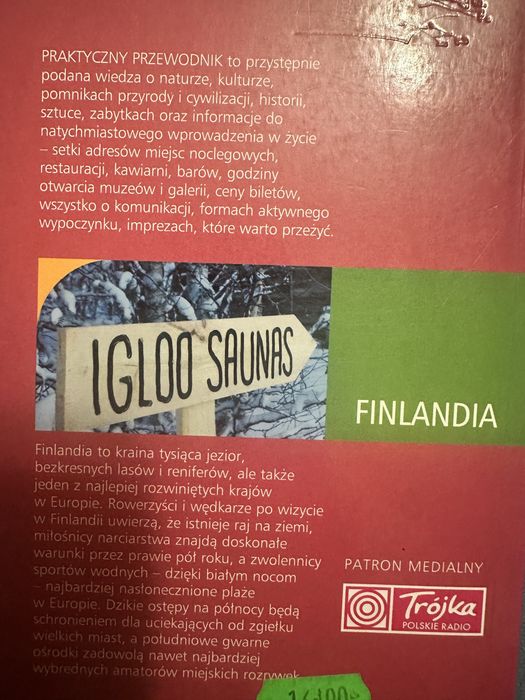 PRAKTYCZNY PRZEWODNIK to przystępnie
podana wiedza o naturze, kulturze,
pomnikach przyrody i cywilizacji, historii,
sztuce, zabytkach oraz informacje do
natychmiastowego wprowadzenia w życie
– setki adresów miejsc noclegowych,
restauracji, kawiarni, barów, godziny
otwarcia muzeów i galerii, ceny biletów,
wszystko o komunikacji, formach aktywnego
wypoczynku, imprezach, które warto przeżyć.
IGLOO SAUNAS
FINLANDIA
Finlandia to kraina tysiąca jezior,
bezkresnych lasów i reniferów, ale także
jeden z najlepiej rozwiniętych krajów
w Europie. Rowerzyści i wędkarze po wizycie
w Finlandii uwierzą, że istnieje raj na ziemi,
miłośnicy narciarstwa znajdą doskonałe
warunki przez prawie pół roku, a zwolennicy
sportów wodnych – dzięki białym nocom
– najbardziej nasłonecznione plaże
w Europie. Dzikie ostępy na północy będą
schronieniem dla uciekających od zgiełku
wielkich miast, a południowe gwarne
ośrodki zadowolą nawet najbardziej
wybrednych amatorów miejskich rozrywek
PATRON MEDIALNY
Trójka
POLSKIE RADIO